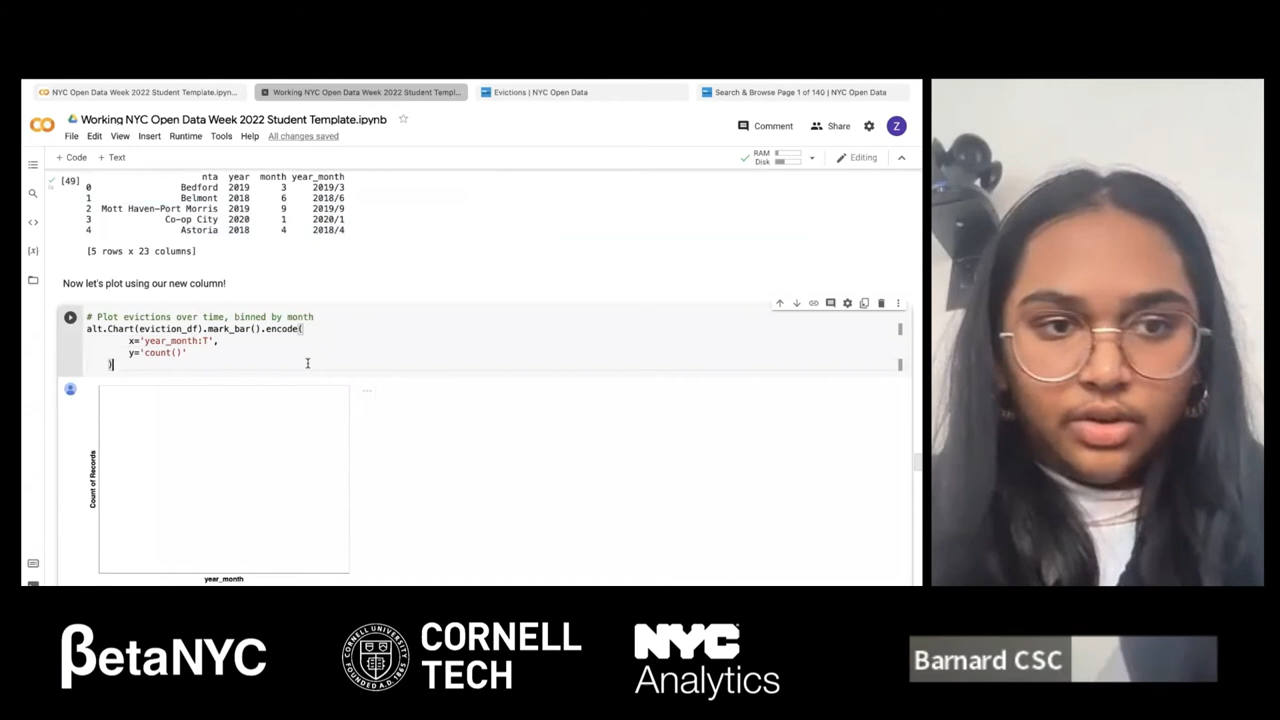 NYC Open Data Week 2022 Student Template.ipyn...
Working NYC Open Data Week 2022 Student Templ...
Evictions | NYC Open Data
Search & Browse Page 1 of 140 | NYC Open Data
Working NYC Open Data Week 2022 Student Template.ipynb
Comment
Share
Z
File Edit View Insert Runtime Tools Help All changes saved
+ Code + Text
RAM
Disk
Editing
[49]
nta year month year_month
0 Bedford 2019 3 2019/3
1 Belmont 2018 6 2018/6
2 Mott Haven-Port Morris 2019 9 2019/9
3 Co-op City 2020 1 2020/1
4 Astoria 2018 4 2018/4
[5 rows x 23 columns]
Now let's plot using our new column!
# Plot evictions over time, binned by month
alt.Chart(eviction_df).mark_bar().encode(
x='year_month:T',
y='count()'
)
Count of Records
year_month
βetaNYC
CORNELL
TECH
NYC
Analytics
Barnard CSC